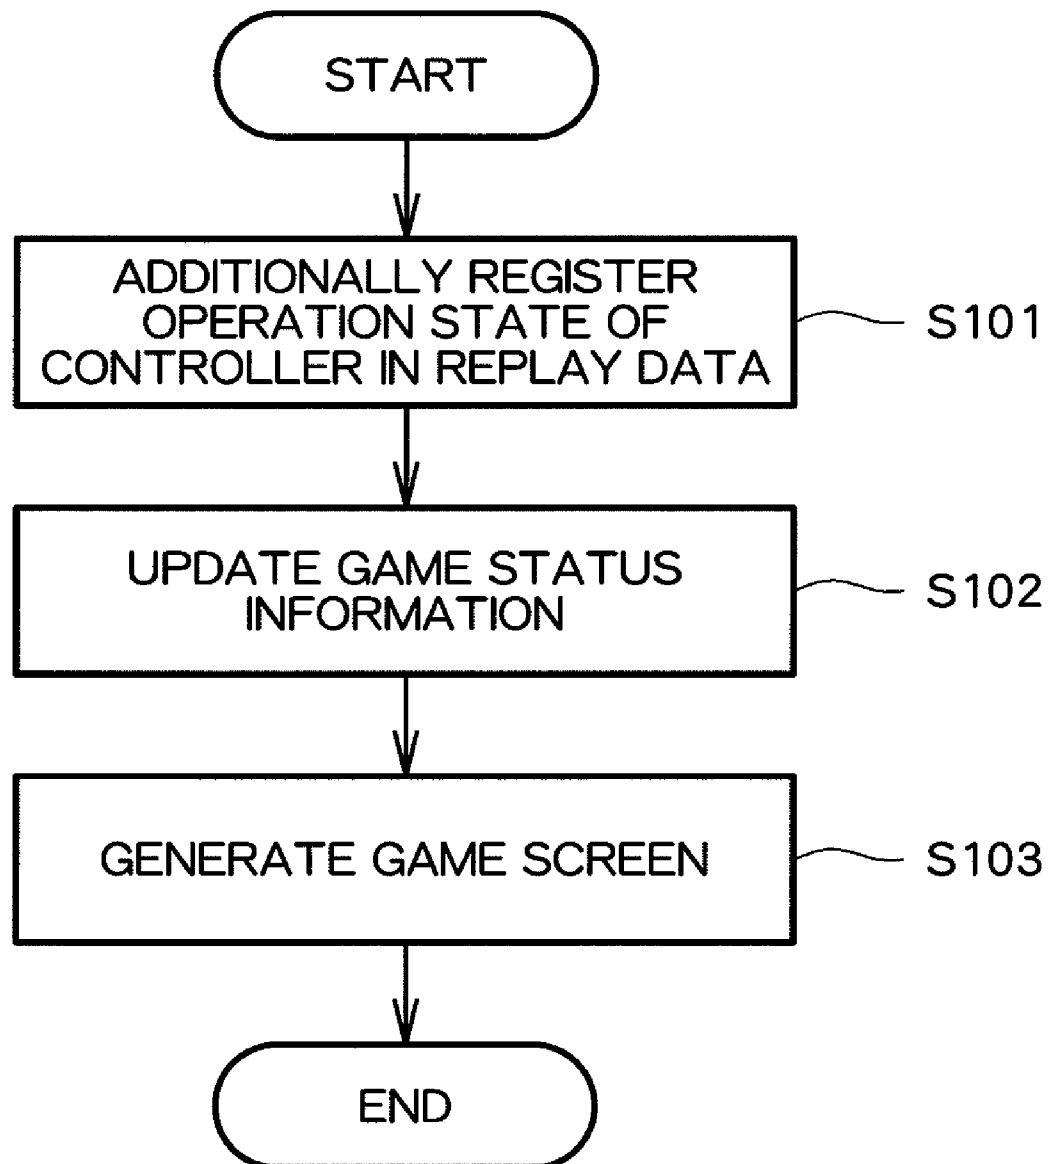 START
ADDITIONALLY REGISTER
OPERATION STATE OF
CONTROLLER IN REPLAY DATA
S101
UPDATE GAME STATUS
INFORMATION
S102
GENERATE GAME SCREEN
S103
END